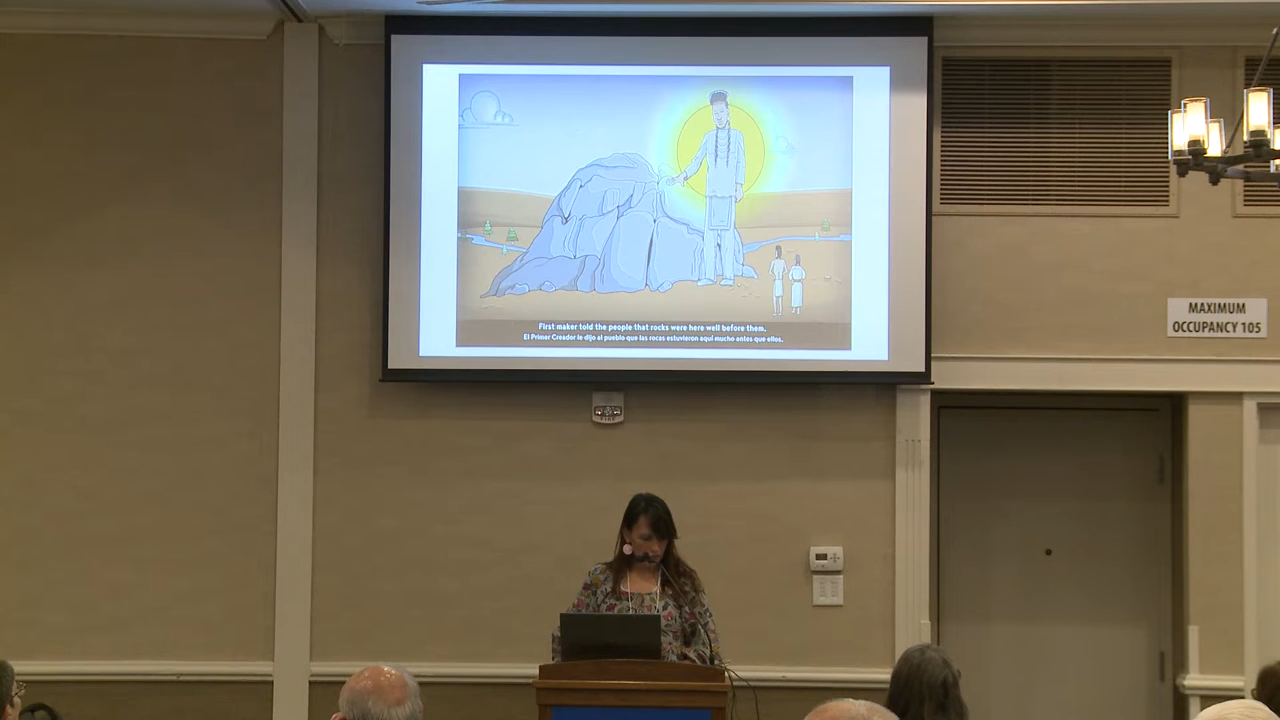 First maker told the people that rocks were here well before them.
El Primer Creador le dijo al pueblo que las rocas estuvieron aquí mucho antes que ellos.
MAXIMUM
OCCUPANCY 105
FIRE